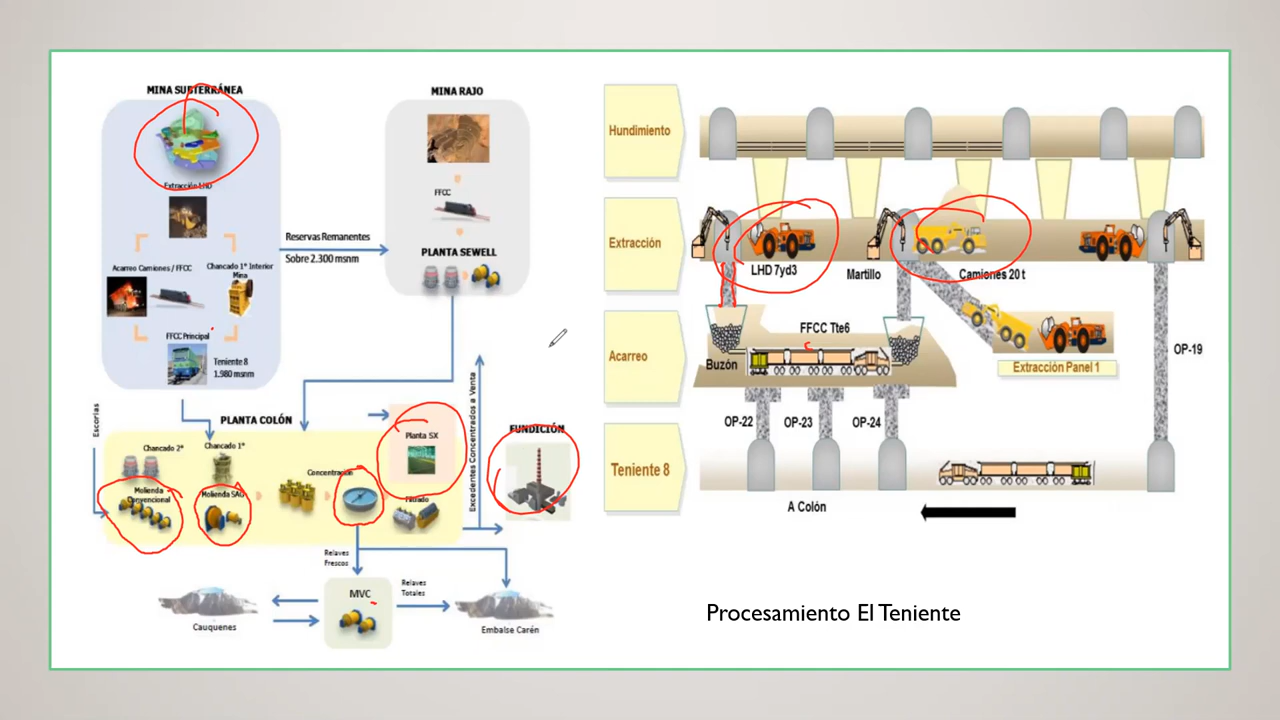 MINA SUBTERRÁNEA
Extracción LHD
Acarreo Camiones / FFCC
Chancado 1° Interior
Mina
FFCC Principal
Teniente 8
1.980 msnm
Reservas Remanentes
Sobre 2.300 msnm
MINA RAJO
FFCC
PLANTA SEWELL
Escorias
PLANTA COLÓN
Chancado 2°
Chancado 1°
Molienda
Convencional
Molienda SAG
Concentración
Planta SX
Filtrado
Excedentes Concentrados a Venta
FUNDICIÓN
Relaves
Frescos
MVC
Relaves
Totales
Cauquenes
Embalse Carén
Hundimiento
Extracción
LHD 7yd3
Martillo
Camiones 20 t
Acarreo
Buzón
FFCC Tte6
Extracción Panel 1
OP-19
OP-22
OP-23
OP-24
Teniente 8
A Colón
Procesamiento El Teniente